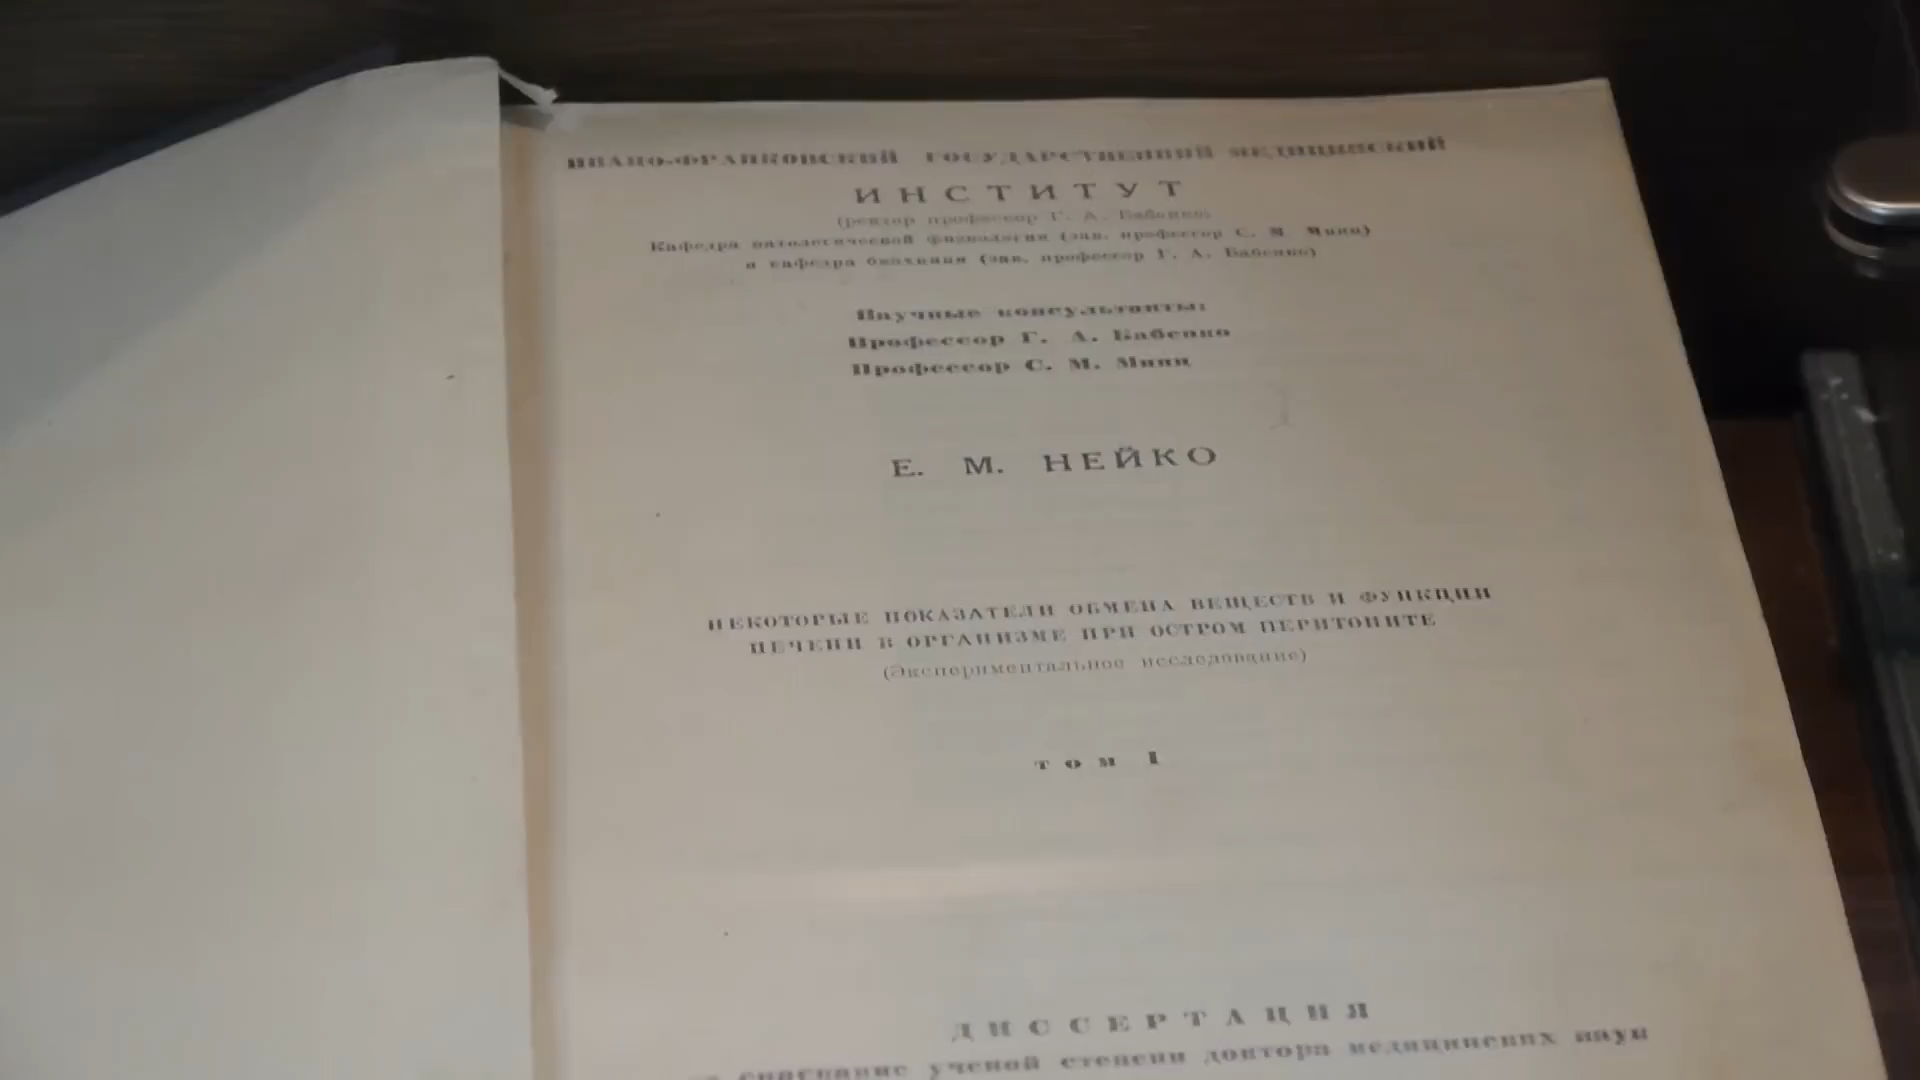 ИВАНО-ФРАНКОВСКИЙ ГОСУДАРСТВЕННЫЙ МЕДИЦИНСКИЙ
ИНСТИТУТ
(ректор профессор Г. А. Бабенко)
Кафедра патологической физиологии (зав. профессор С. М. Минц)
и кафедра биохимии (зав. профессор Г. А. Бабенко)
Научные консультанты:
Профессор Г. А. Бабенко
Профессор С. М. Минц
Е. М. НЕЙКО
НЕКОТОРЫЕ ПОКАЗАТЕЛИ ОБМЕНА ВЕЩЕСТВ И ФУНКЦИИ
ПЕЧЕНИ В ОРГАНИЗМЕ ПРИ ОСТРОМ ПЕРИТОНИТЕ
(Экспериментальное исследование)
том I
ДИССЕРТАЦИЯ
на соискание ученой степени доктора медицинских наук